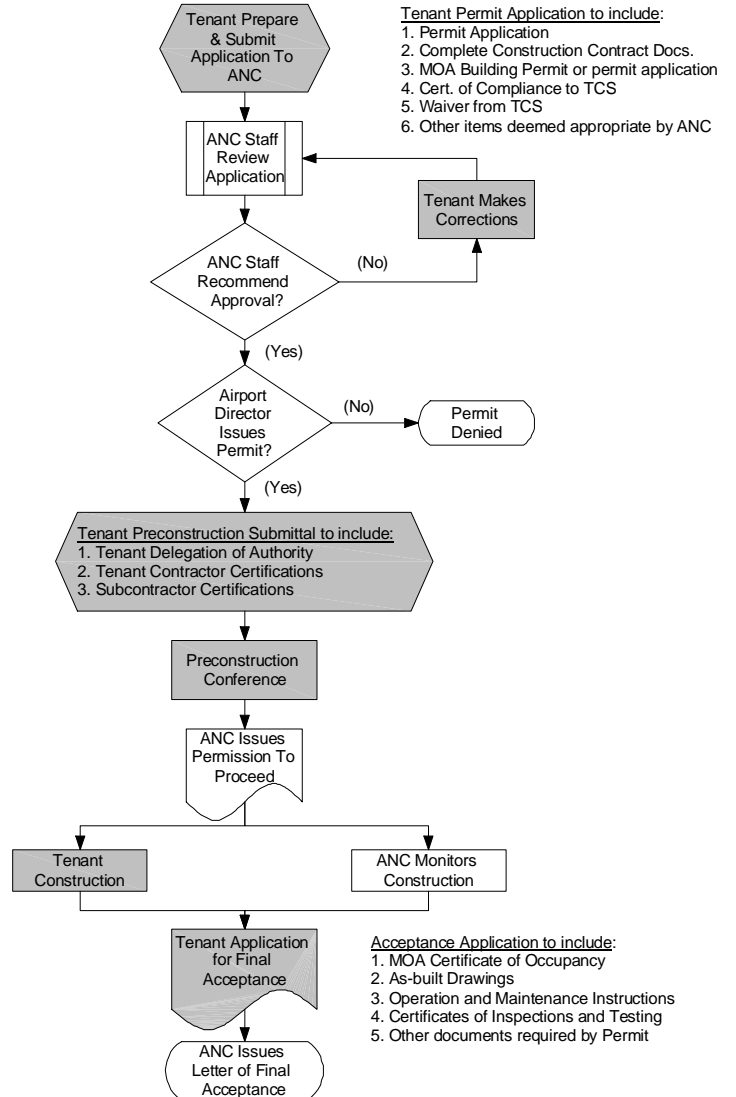 Tenant Prepare
& Submit
Application To
ANC
Tenant Permit Application to include:
1. Permit Application
2. Complete Construction Contract Docs.
3. MOA Building Permit or permit application
4. Cert. of Compliance to TCS
5. Waiver from TCS
6. Other items deemed appropriate by ANC
ANC Staff
Review
Application
Tenant Makes
Corrections
ANC Staff
Recommend
Approval?
(No)
(Yes)
Airport
Director
Issues
Permit?
(No)
Permit
Denied
(Yes)
Tenant Preconstruction Submittal to include:
1. Tenant Delegation of Authority
2. Tenant Contractor Certifications
3. Subcontractor Certifications
Preconstruction
Conference
ANC Issues
Permission To
Proceed
Tenant
Construction
ANC Monitors
Construction
Tenant Application
for Final
Acceptance
Acceptance Application to include:
1. MOA Certificate of Occupancy
2. As-built Drawings
3. Operation and Maintenance Instructions
4. Certificates of Inspections and Testing
5. Other documents required by Permit
ANC Issues
Letter of Final
Acceptance